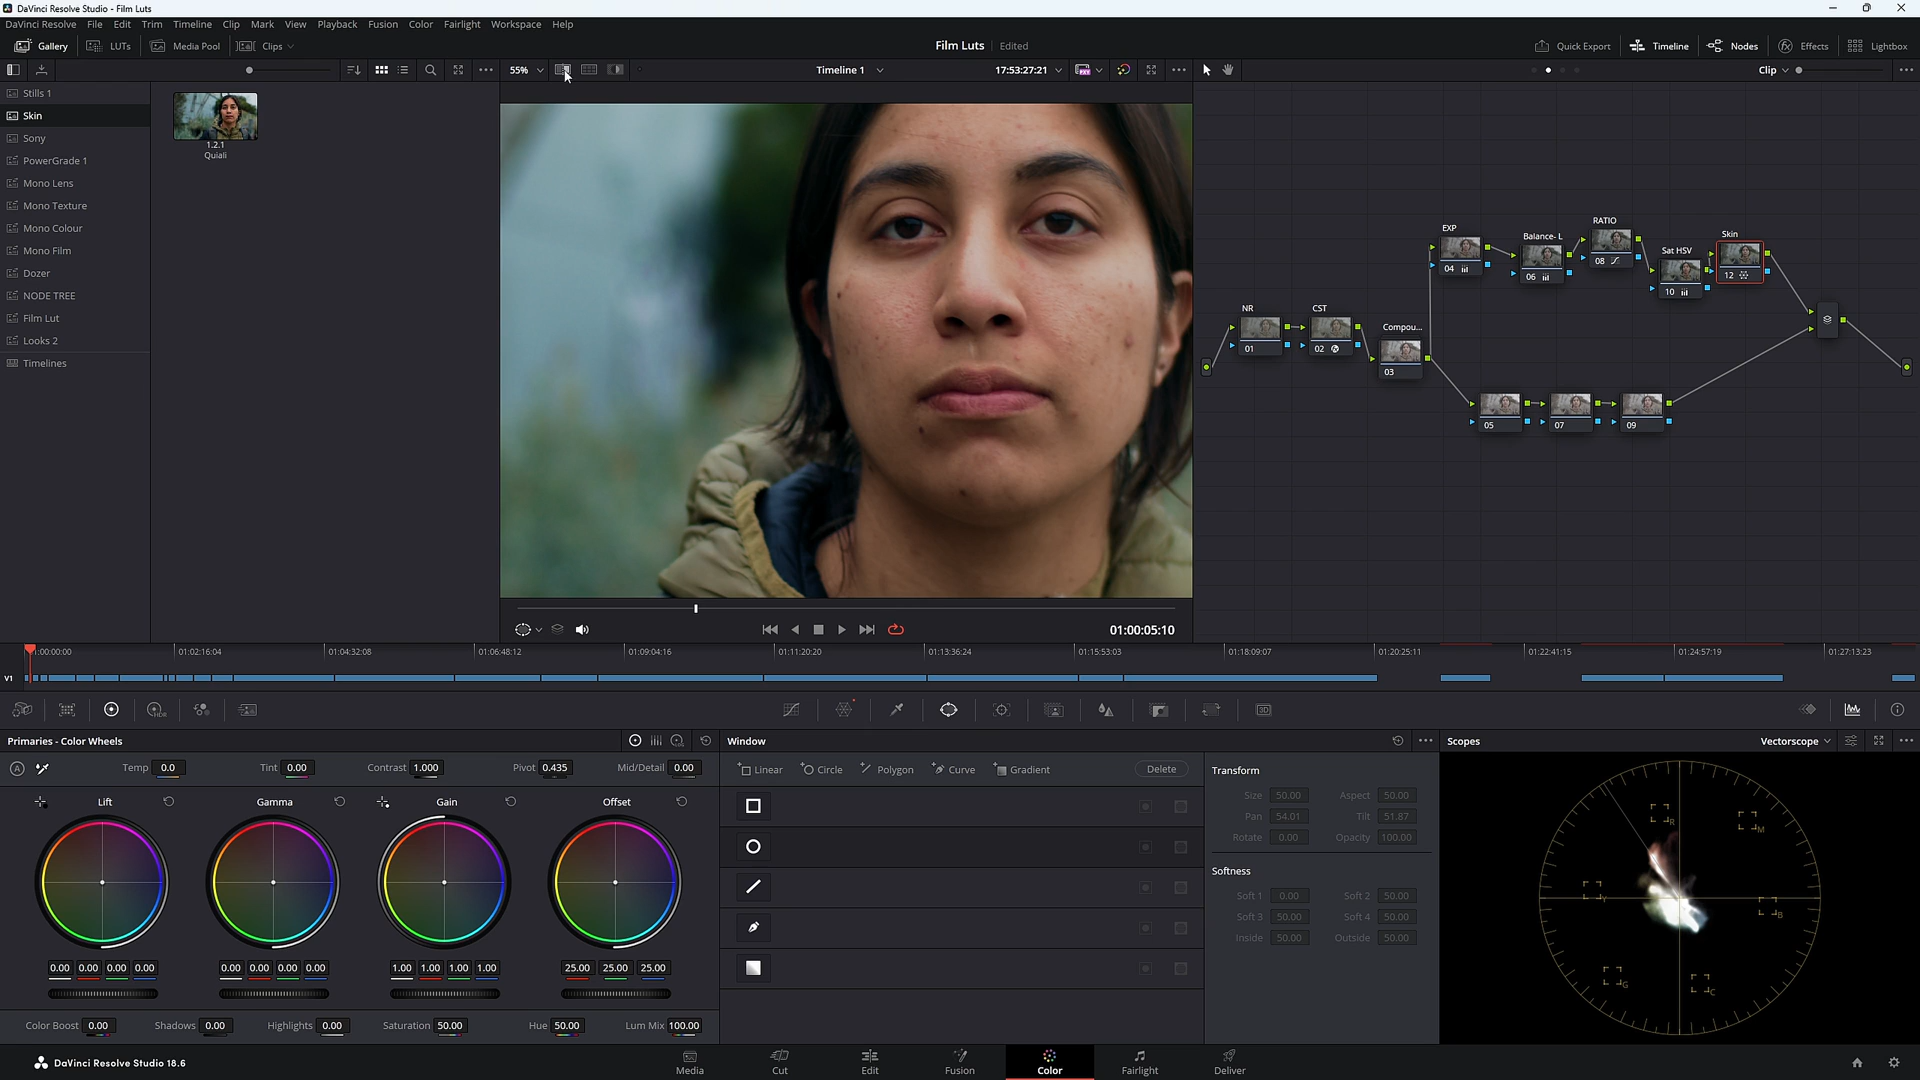 DaVinci Resolve Studio - Film Luts
DaVinci Resolve File Edit Trim Timeline Clip Mark View Playback Fusion Color Fairlight Workspace Help
Gallery LUTs Media Pool Clips Film Luts Edited Quick Export Timeline Nodes Effects Lightbox
55% Timeline 1 17:53:27:21 Clip
Stills 1
Skin
Sony
PowerGrade 1
Mono Lens
Mono Texture
Mono Colour
Mono Film
Dozer
NODE TREE
Film Lut
Looks 2
Timelines
1.2.1
Quiali
RATIO
EXP
Balance- L
Skin
Sat HSV
08
04
06
12
10
NR
CST
Compou...
01
02
03
05
07
09
01:00:05:10
1:00:00:00 01:02:16:04 01:04:32:08 01:06:48:12 01:09:04:16 01:11:20:20 01:13:36:24 01:15:53:03 01:18:09:07 01:20:25:11 01:22:41:15 01:24:57:19 01:27:13:23
V1
HDR
3D
Primaries - Color Wheels
A Temp 0.0 Tint 0.00 Contrast 1.000 Pivot 0.435 Mid/Detail 0.00
Lift Gamma Gain Offset
0.00 0.00 0.00 0.00 0.00 0.00 0.00 0.00 1.00 1.00 1.00 1.00 25.00 25.00 25.00
Color Boost 0.00 Shadows 0.00 Highlights 0.00 Saturation 50.00 Hue 50.00 Lum Mix 100.00
Window
Linear Circle Polygon Curve Gradient Delete
Transform
Size 50.00 Aspect 50.00
Pan 54.01 Tilt 51.87
Rotate 0.00 Opacity 100.00
Softness
Soft 1 0.00 Soft 2 50.00
Soft 3 50.00 Soft 4 50.00
Inside 50.00 Outside 50.00
Scopes Vectorscope
R
M
Y
B
G
C
DaVinci Resolve Studio 18.6
Media Cut Edit Fusion Color Fairlight Deliver